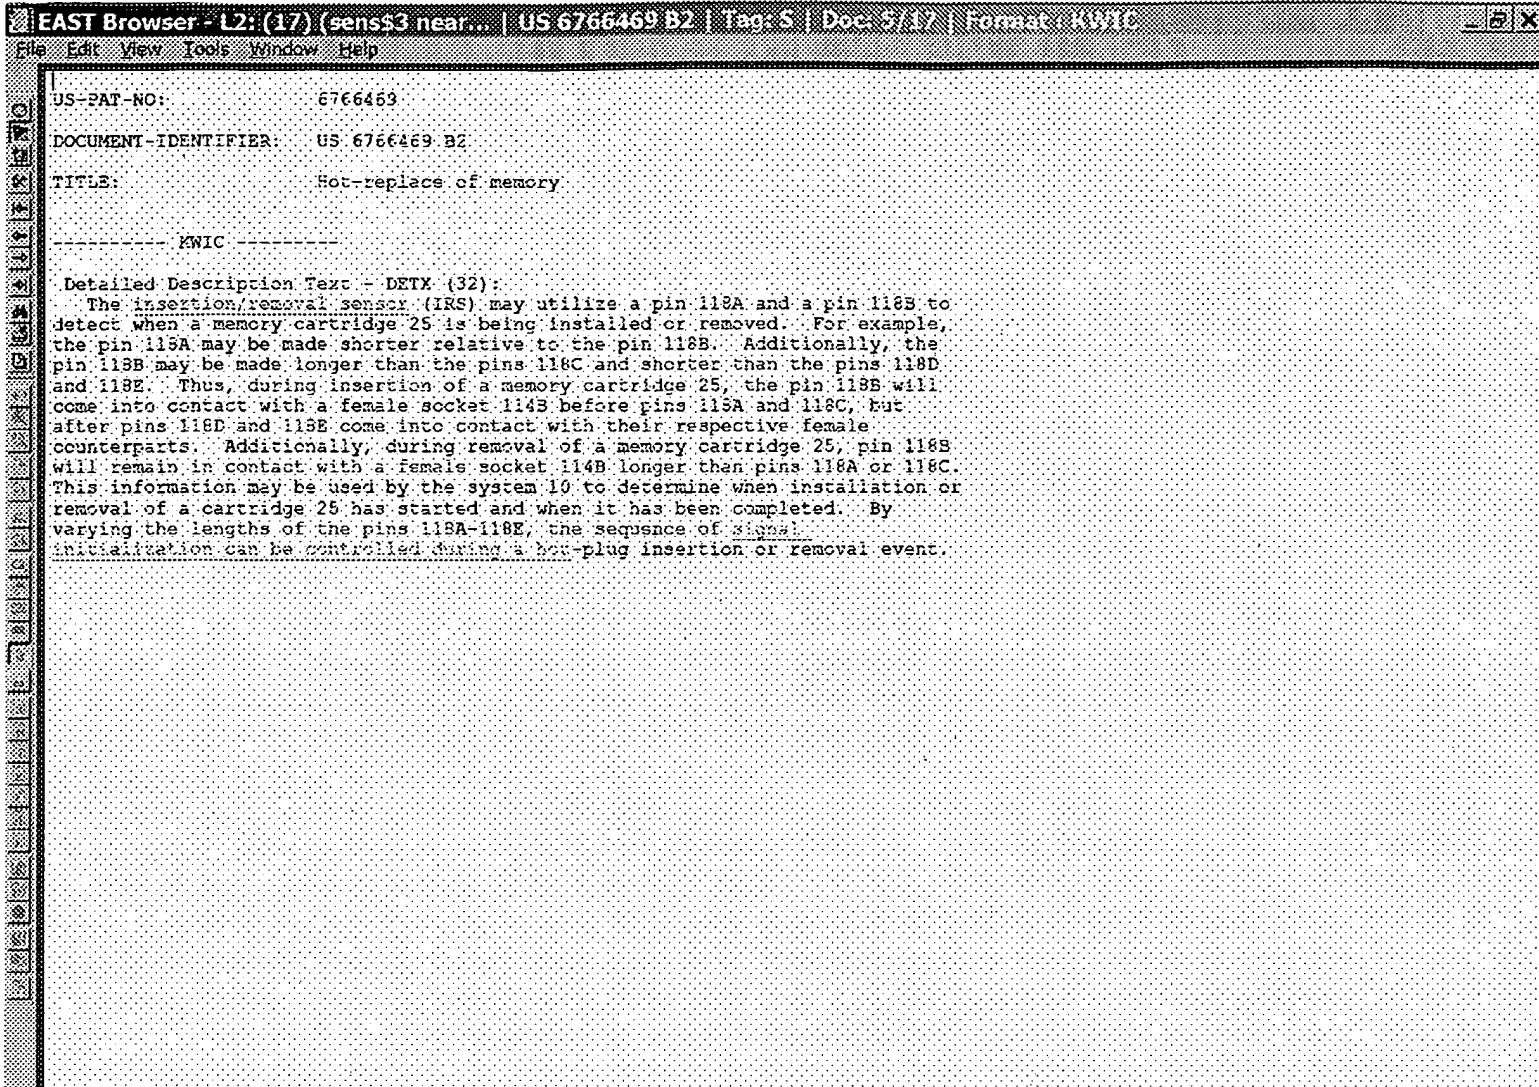 EAST Browser - L2: (17) (sens$3 near... | US 6766469 B2 | Tag: S | Doc: 5/17 | Format : KWIC
File Edit View Tools Window Help
US-PAT-NO: 6766469
DOCUMENT-IDENTIFIER: US 6766469 B2
TITLE: Hot-replace of memory
---------- KWIC ---------
Detailed Description Text - DETX (32):
The insertion/removal sensor (IRS) may utilize a pin 118A and a pin 118B to
detect when a memory cartridge 25 is being installed or removed. For example,
the pin 118A may be made shorter relative to the pin 118B. Additionally, the
pin 118B may be made longer than the pins 118C and shorter than the pins 118D
and 118E. Thus, during insertion of a memory cartridge 25, the pin 118B will
come into contact with a female socket 114B before pins 118A and 118C, but
after pins 118D and 118E come into contact with their respective female
counterparts. Additionally, during removal of a memory cartridge 25, pin 118B
will remain in contact with a female socket 114B longer than pins 118A or 118C.
This information may be used by the system 10 to determine when installation or
removal of a cartridge 25 has started and when it has been completed. By
varying the lengths of the pins 118A-118E, the sequence of signal
initialization can be controlled during a hot-plug insertion or removal event.